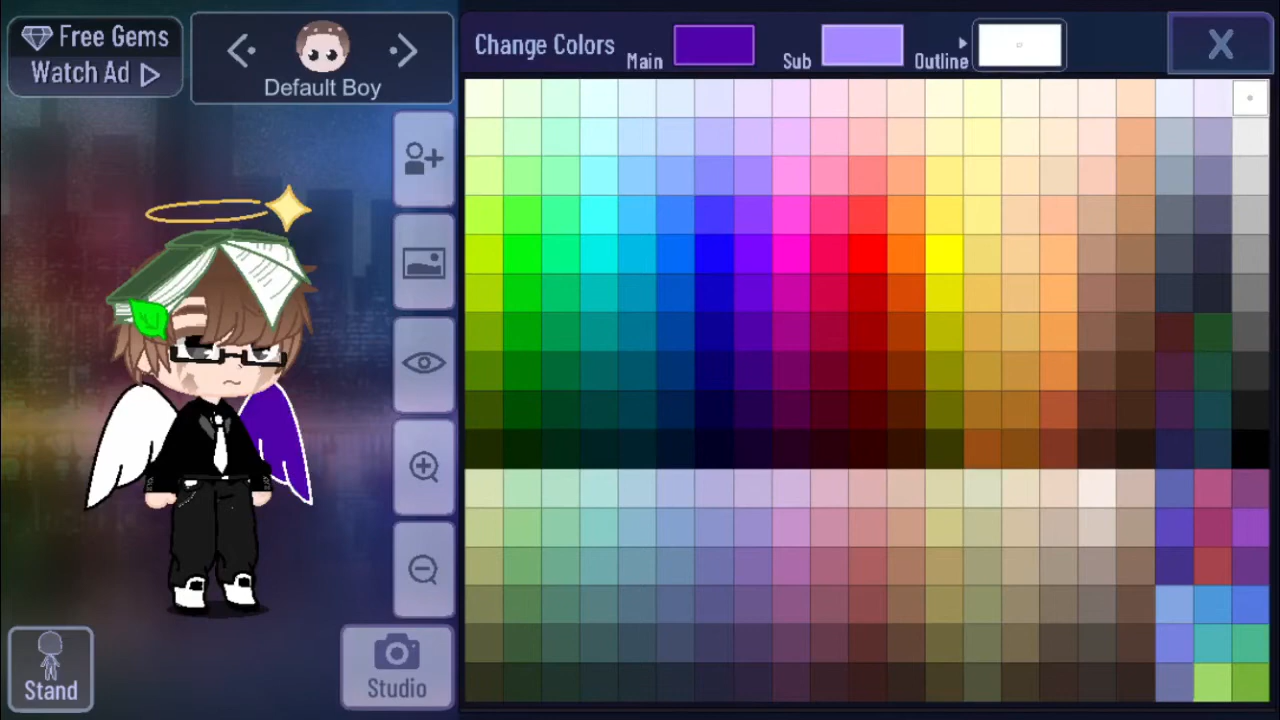 Free Gems
Watch Ad
Default Boy
Change Colors
Main
Sub
Outline
X
Stand
Studio